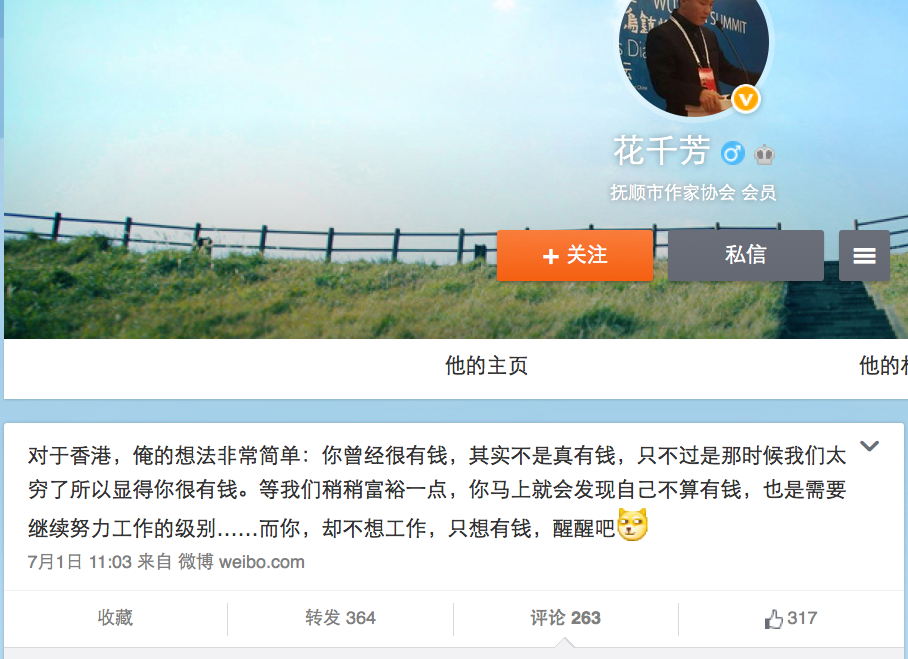 SUMMIT
花千芳
抚顺市作家协会 会员
+ 关注
私信
他的主页
他的
对于香港，俺的想法非常简单：你曾经很有钱，其实不是真有钱，只不过是那时候我们太
穷了所以显得你很有钱。等我们稍稍富裕一点，你马上就会发现自己不算有钱，也是需要
继续努力工作的级别……而你，却不想工作，只想有钱，醒醒吧
7月1日 11:03 来自 微博 weibo.com
收藏
转发 364
评论 263
317